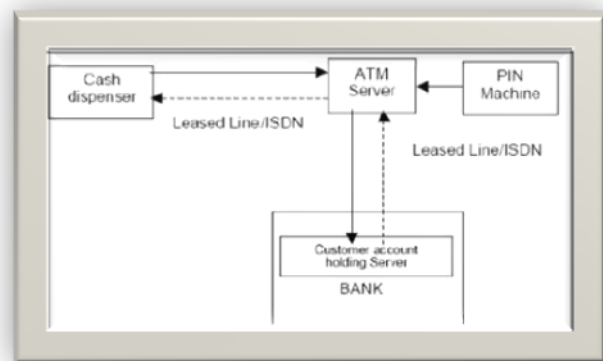 Cash
dispenser
ATM
Server
PIN
Machine
Leased Line/ISDN
Leased Line/ISDN
Customer account
holding Server
BANK